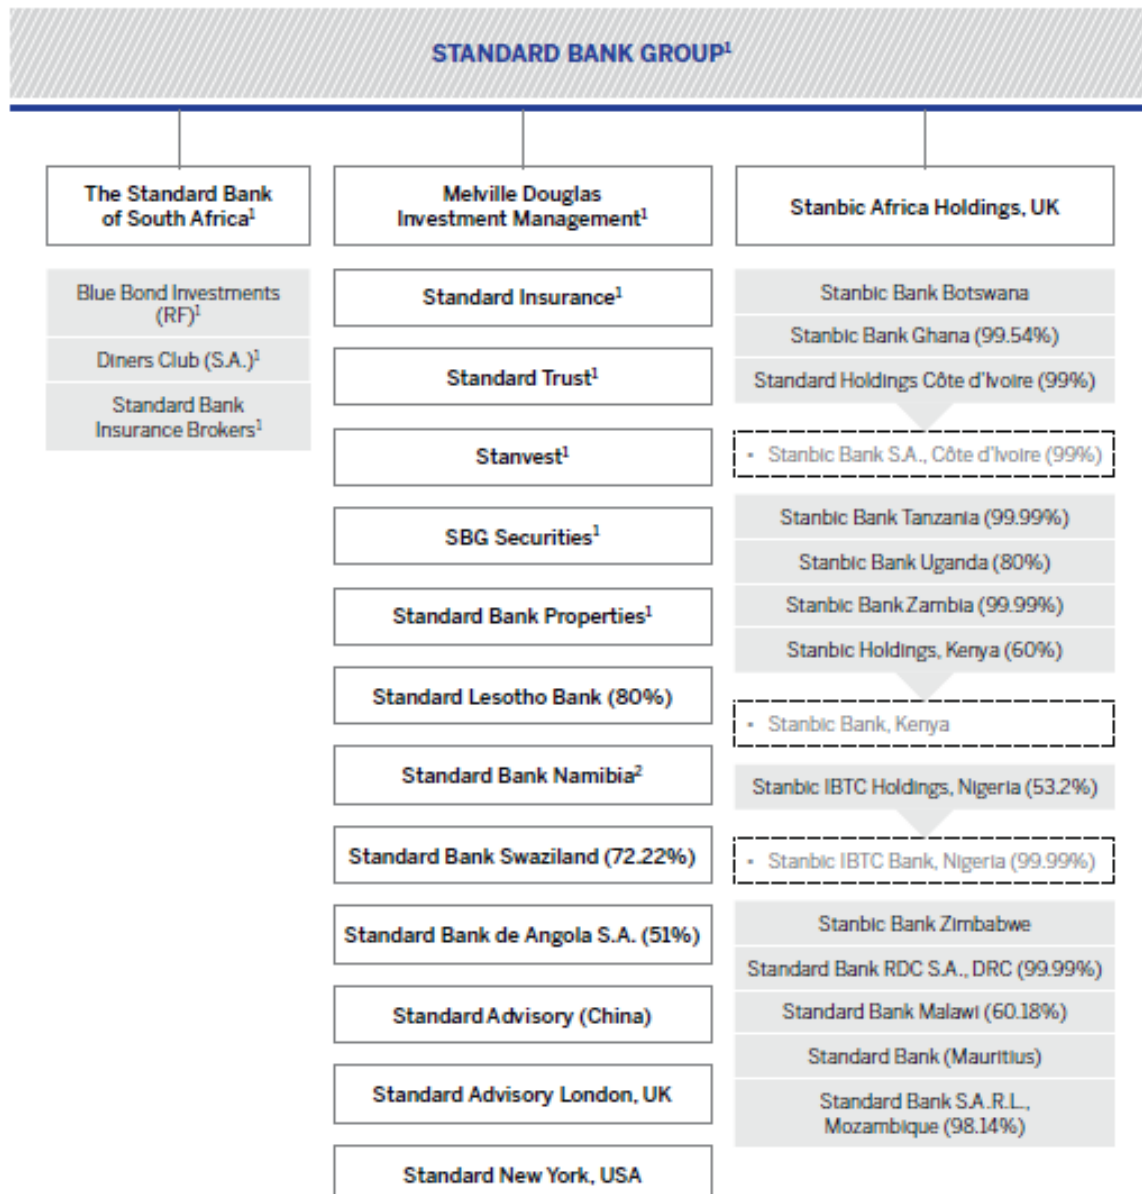 STANDARD BANK GROUP¹
The Standard Bank
of South Africa¹
Blue Bond Investments
(RF)¹
Diners Club (S.A.)¹
Standard Bank
Insurance Brokers¹
Melville Douglas
Investment Management¹
Standard Insurance¹
Standard Trust¹
Stanvest¹
SBG Securities¹
Standard Bank Properties¹
Standard Lesotho Bank (80%)
Standard Bank Namibia²
Standard Bank Swaziland (72.22%)
Standard Bank de Angola S.A. (51%)
Standard Advisory (China)
Standard Advisory London, UK
Standard New York, USA
Stanbic Africa Holdings, UK
Stanbic Bank Botswana
Stanbic Bank Ghana (99.54%)
Standard Holdings Côte d'Ivoire (99%)
• Stanbic Bank S.A., Côte d'Ivoire (99%)
Stanbic Bank Tanzania (99.99%)
Stanbic Bank Uganda (80%)
Stanbic Bank Zambia (99.99%)
Stanbic Holdings, Kenya (60%)
• Stanbic Bank, Kenya
Stanbic IBTC Holdings, Nigeria (53.2%)
• Stanbic IBTC Bank, Nigeria (99.99%)
Stanbic Bank Zimbabwe
Standard Bank RDC S.A., DRC (99.99%)
Standard Bank Malawi (60.18%)
Standard Bank (Mauritius)
Standard Bank S.A.R.L.,
Mozambique (98.14%)